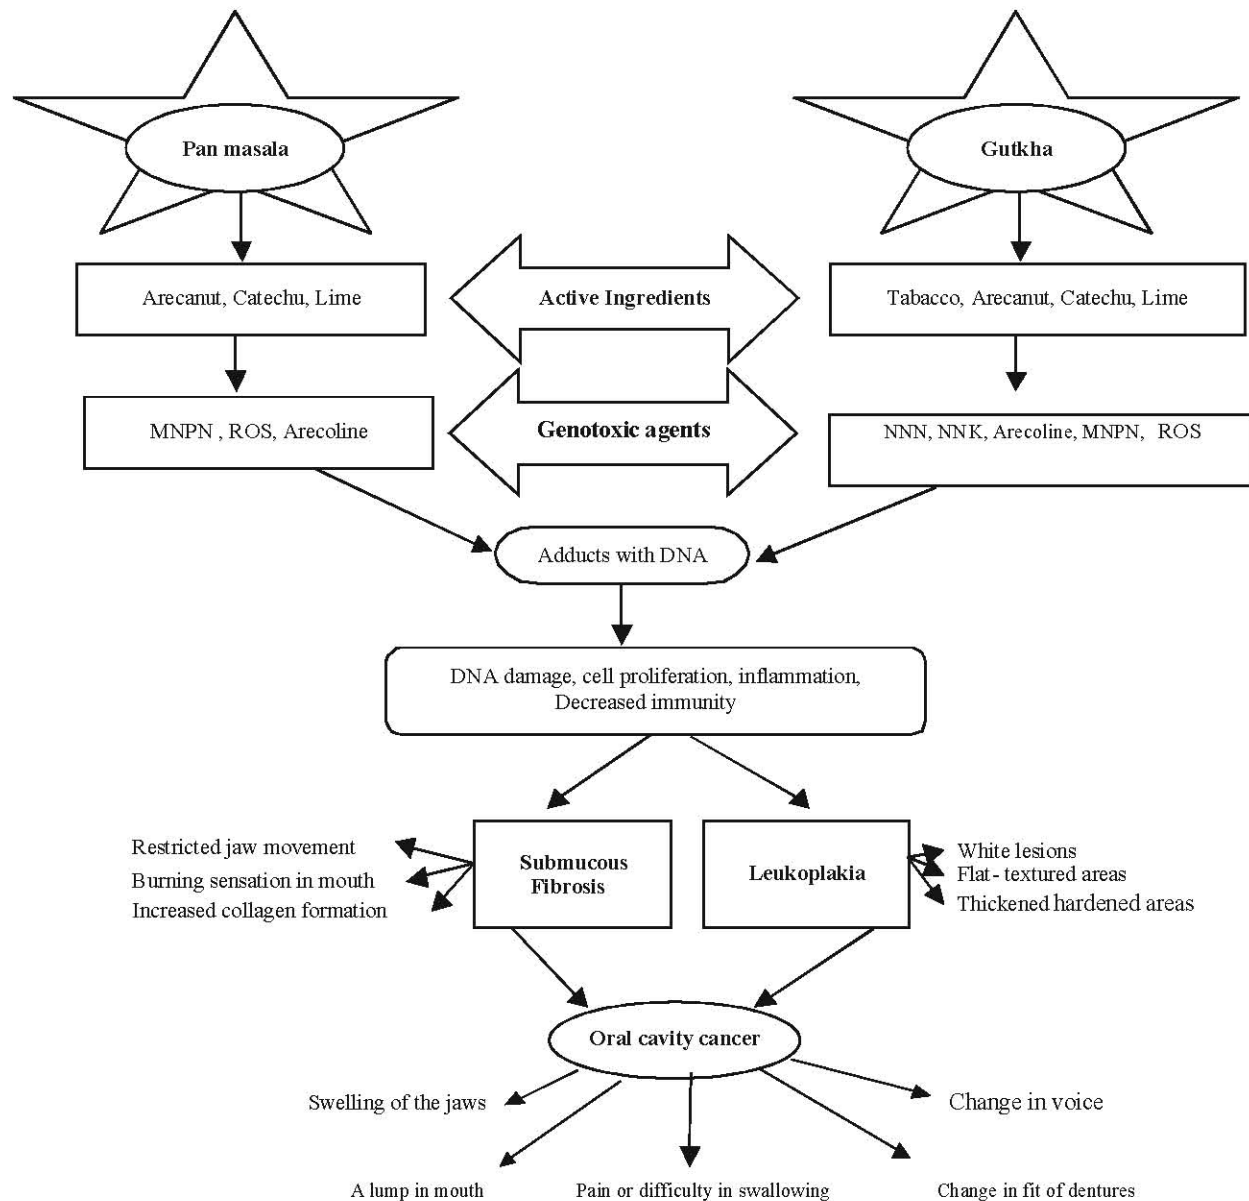 Pan masala
Gutkha
Arecanut, Catechu, Lime
Active Ingredients
Tabacco, Arecanut, Catechu, Lime
MNPN , ROS, Arecoline
Genotoxic agents
NNN, NNK, Arecoline, MNPN, ROS
Adducts with DNA
DNA damage, cell proliferation, inflammation,
Decreased immunity
Restricted jaw movement
Burning sensation in mouth
Increased collagen formation
Submucous
Fibrosis
Leukoplakia
White lesions
Flat- textured areas
Thickened hardened areas
Oral cavity cancer
Swelling of the jaws
Change in voice
A lump in mouth
Pain or difficulty in swallowing
Change in fit of dentures